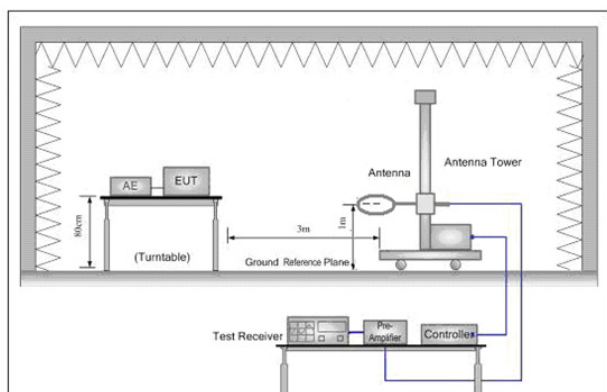 Antenna
Antenna Tower
AE
EUT
80cm
(Turntable)
3m
1m
Ground Reference Plane
Test Receiver
Pre-
Amplifier
Controller